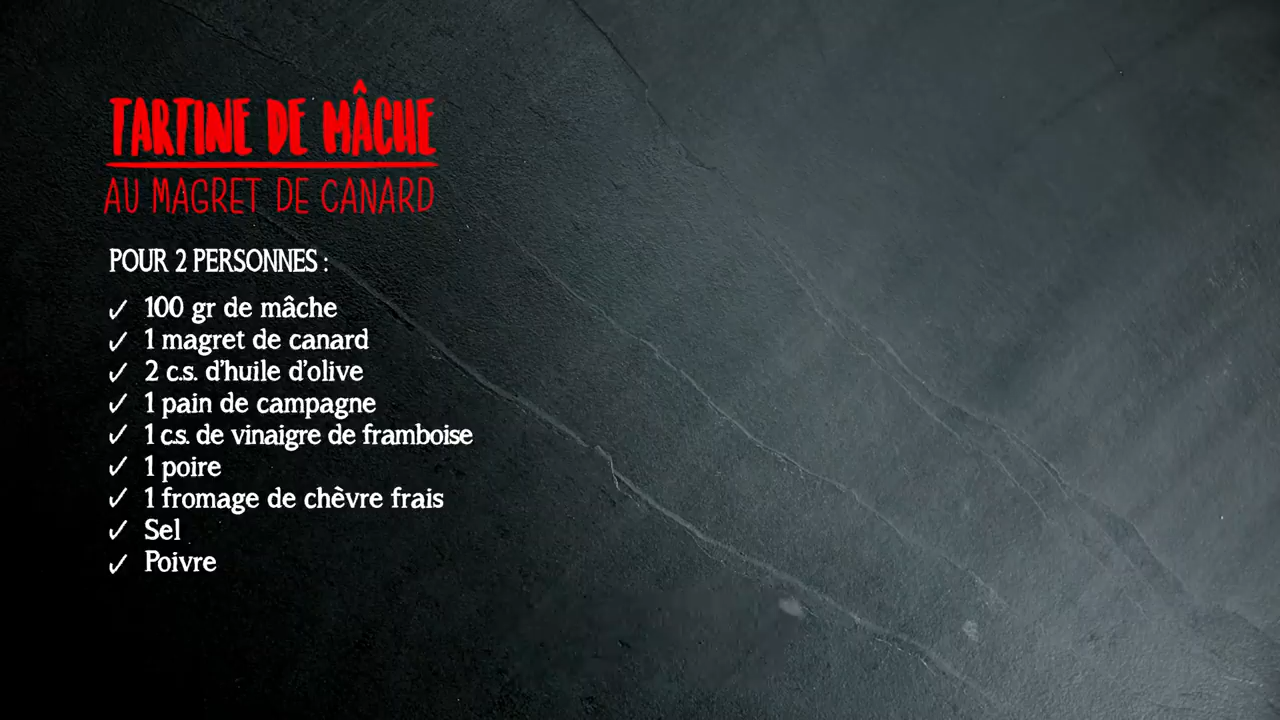 TARTINE DE MÂCHE
AU MAGRET DE CANARD
POUR 2 PERSONNES :
✓ 100 gr de mâche
✓ 1 magret de canard
✓ 2 c.s. d'huile d'olive
✓ 1 pain de campagne
✓ 1 c.s. de vinaigre de framboise
✓ 1 poire
✓ 1 fromage de chèvre frais
✓ Sel
✓ Poivre